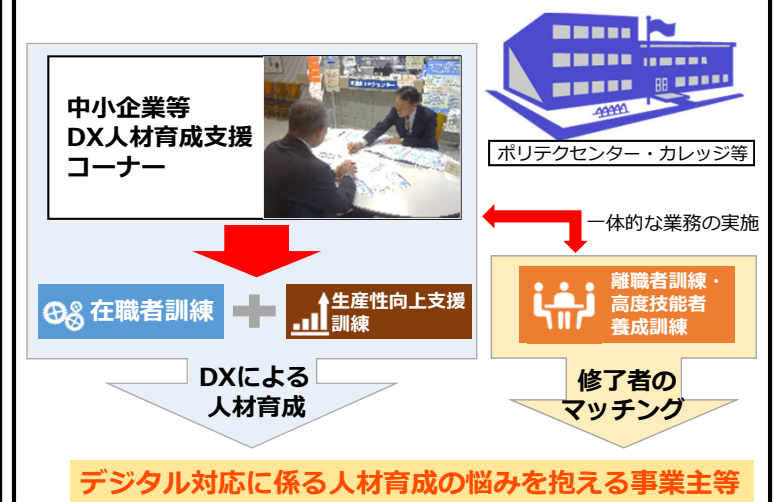 中小企業等
DX人材育成支援
コーナー
ポリテクセンター・カレッジ等
一体的な業務の実施
在職者訓練
生産性向上支援
訓練
離職者訓練・
高度技能者
養成訓練
DXによる
人材育成
修了者の
マッチング
デジタル対応に係る人材育成の悩みを抱える事業主等